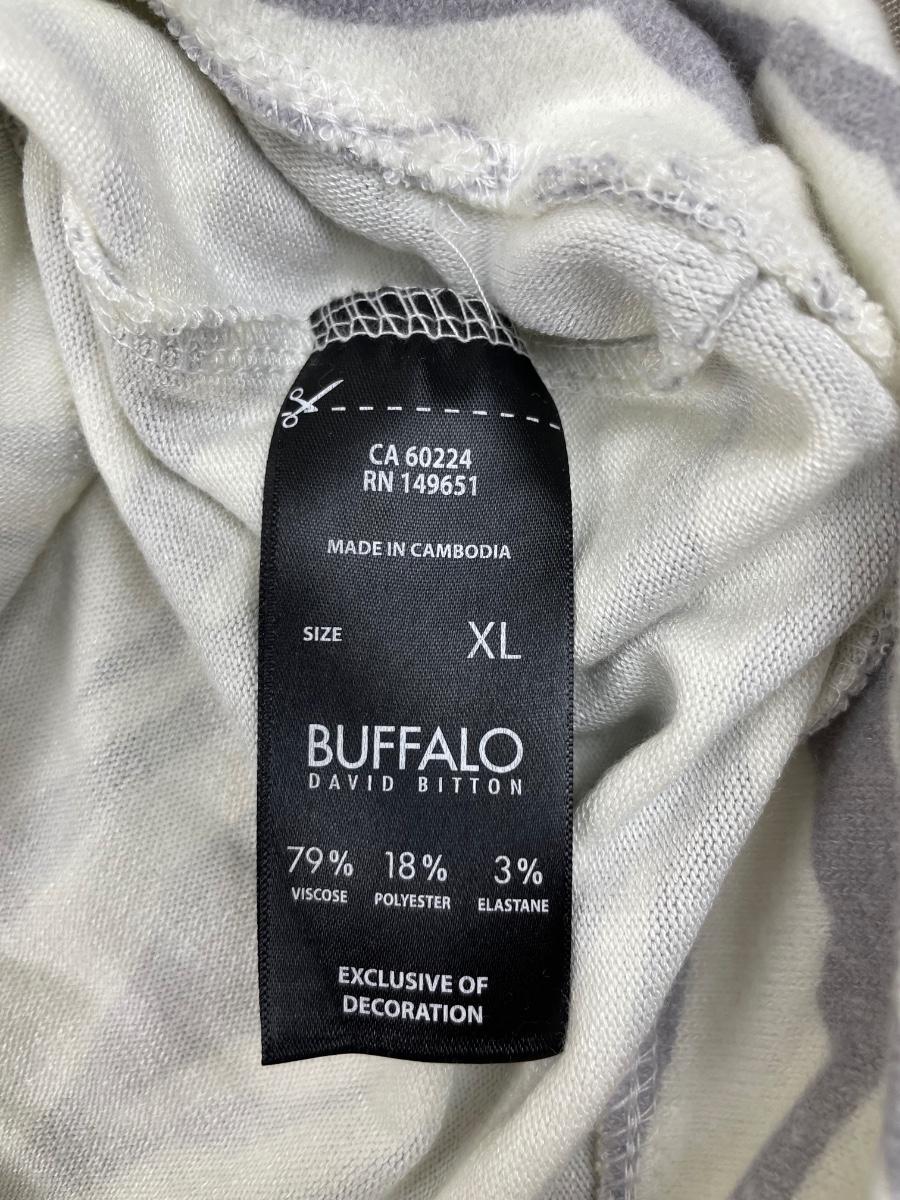 CA 60224
RN 149651
MADE IN CAMBODIA
SIZE XL
BUFFALO
DAVID BITTON
79% 18% 3%
VISCOSE POLYESTER ELASTANE
EXCLUSIVE OF
DECORATION